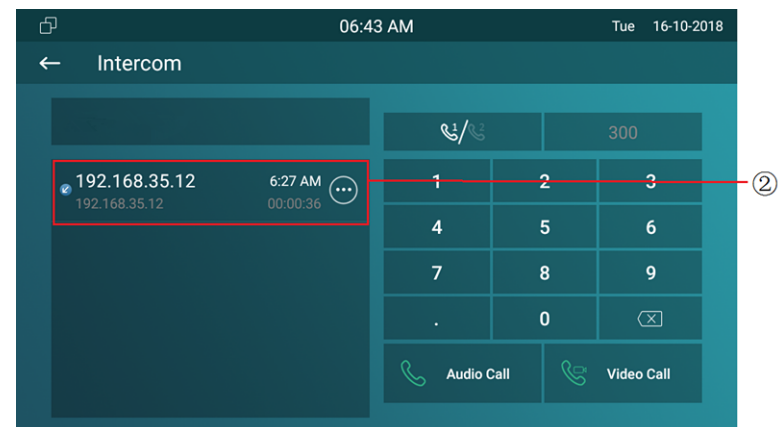 06:43 AM Tue 16-10-2018
Intercom
1/2 300
192.168.35.12 6:27 AM
192.168.35.12 00:00:36
②
1 2 3
4 5 6
7 8 9
. 0
Audio Call Video Call